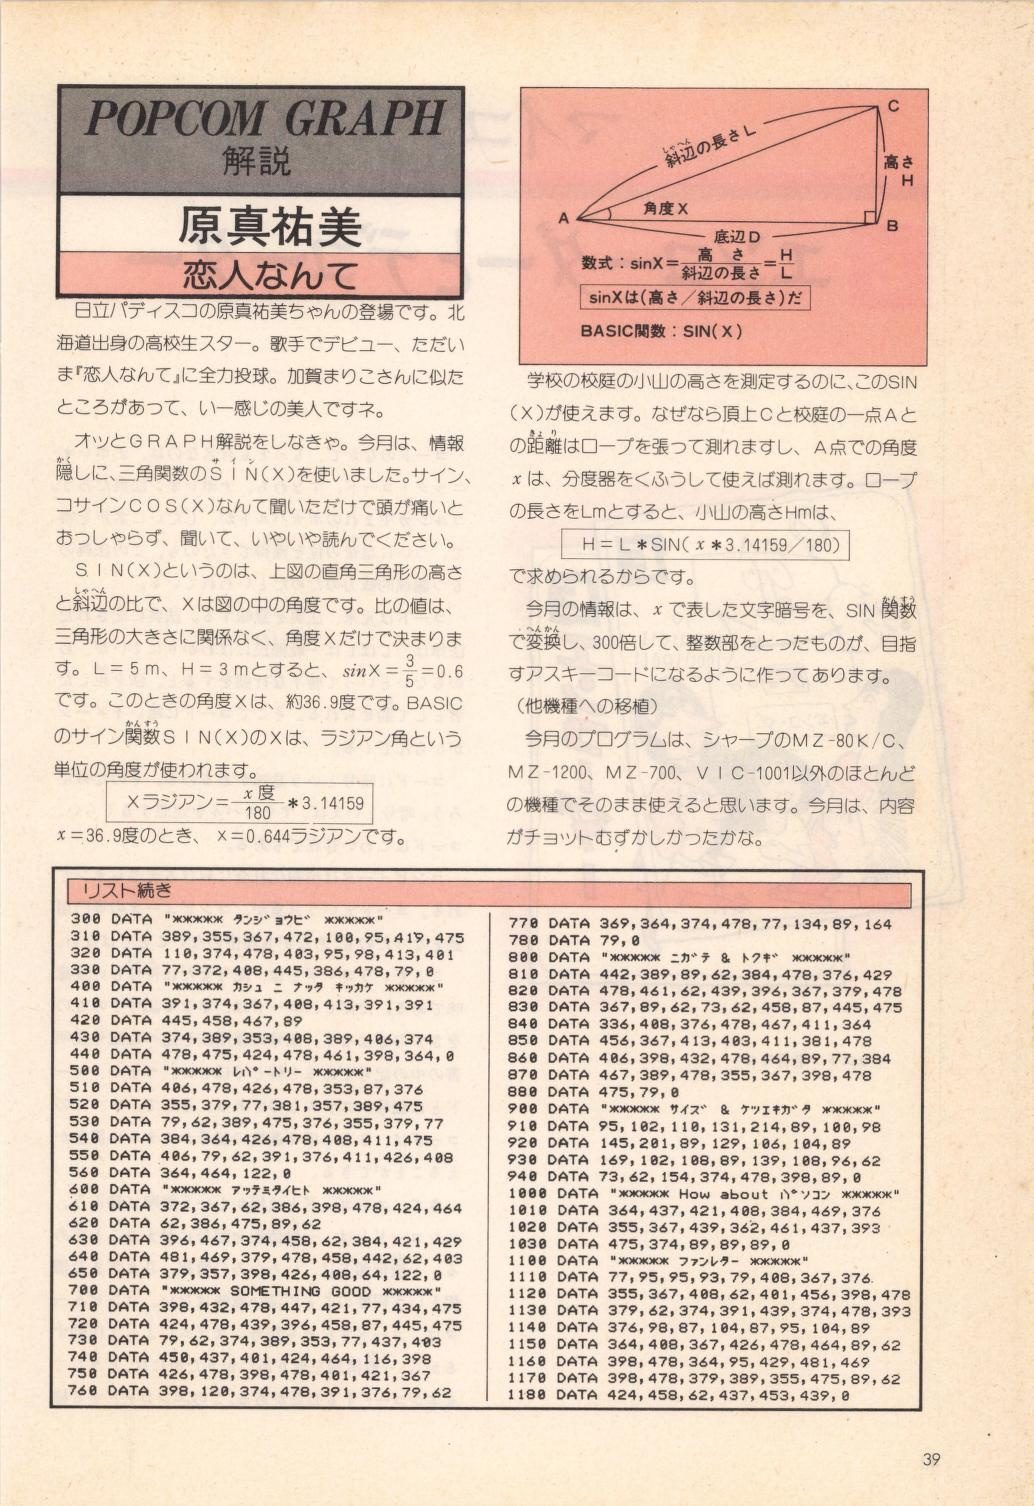 POPCOM GRAPH
解説
原真祐美
恋人なんて
日立パディスコの原真祐美ちゃんの登場です。北
海道出身の高校生スター。歌手でデビュー、ただい
ま『恋人なんて』に全力投球。加賀まりこさんに似た
ところがあって、いー感じの美人ですネ。
オッとGRAPH解説をしなきゃ。今月は、情報
隠しに、三角関数のSIN(X)を使いました。サイン、
コサインCOS(X)なんて聞いただけで頭が痛いと
おっしゃらず、聞いて、いやいや読んでください。
SIN(X)というのは、上図の直角三角形の高さ
と斜辺の比で、Xは図の中の角度です。比の値は、
三角形の大きさに関係なく、角度Xだけで決まりま
す。L=5m、H=3mとすると、sinX=3/5=0.6
です。このときの角度Xは、約36.9度です。BASIC
のサイン関数SIN(X)のXは、ラジアン角という
単位の角度が使われます。
Xラジアン=x度/180*3.14159
x=36.9度のとき、X=0.644ラジアンです。
C
斜辺の長さL
高さ
H
A
角度X
B
底辺D
数式:sinX=高さ/斜辺の長さ=H/L
sinXは(高さ/斜辺の長さ)だ
BASIC関数:SIN(X)
学校の校庭の小山の高さを測定するのに、このSIN
(X)が使えます。なぜなら頂上Cと校庭の一点Aと
の距離はロープを張って測れますし、A点での角度
xは、分度器をくふうして使えば測れます。ロープ
の長さをLmとすると、小山の高さHmは、
H=L*SIN(x*3.14159/180)
で求められるからです。
今月の情報は、xで表した文字暗号を、SIN関数
で変換し、300倍して、整数部をとったものが、目指
すアスキーコードになるように作ってあります。
(他機種への移植)
今月のプログラムは、シャープのMZ-80K/C、
MZ-1200、MZ-700、VIC-1001以外のほとんど
の機種でそのまま使えると思います。今月は、内容
がチョットむずかしかったかな。
リスト続き
300 DATA "***** タンジョウビ *****"
310 DATA 389,355,367,472,100,95,419,475
320 DATA 110,374,478,403,95,98,413,401
330 DATA 77,372,408,445,386,478,79,0
400 DATA "***** カシュ ニ ナッタ キッカケ *****"
410 DATA 391,374,367,408,413,391,391
420 DATA 445,458,467,89
430 DATA 374,389,353,408,389,406,374
440 DATA 478,475,424,478,461,398,364,0
500 DATA "***** レパートリー *****"
510 DATA 406,478,426,478,353,87,376
520 DATA 355,379,77,381,357,389,475
530 DATA 79,62,389,475,376,355,379,77
540 DATA 384,364,426,478,408,411,475
550 DATA 406,79,62,391,376,411,426,408
560 DATA 364,464,122,0
600 DATA "***** アッテミタイヒト *****"
610 DATA 372,367,62,386,398,478,424,464
620 DATA 62,386,475,89,62
630 DATA 396,467,374,458,62,384,421,429
640 DATA 481,469,379,478,458,442,62,403
650 DATA 379,357,398,426,408,64,122,0
700 DATA "***** SOMETHING GOOD *****"
710 DATA 398,432,478,447,421,77,434,475
720 DATA 424,478,439,396,458,87,445,475
730 DATA 79,62,374,389,353,77,437,403
740 DATA 450,437,401,424,464,116,398
750 DATA 426,478,398,478,401,421,367
760 DATA 398,120,374,478,391,376,79,62
770 DATA 369,364,374,478,77,134,89,164
780 DATA 79,0
800 DATA "***** ニガテ & トクギ *****"
810 DATA 442,389,89,62,384,478,376,429
820 DATA 478,461,62,439,396,367,379,478
830 DATA 367,89,62,73,62,458,87,445,475
840 DATA 336,408,376,478,467,411,364
850 DATA 456,367,413,403,411,381,478
860 DATA 406,398,432,478,464,89,77,384
870 DATA 467,389,478,355,367,398,478
880 DATA 475,79,0
900 DATA "***** サイズ & ケツエキガタ *****"
910 DATA 95,102,110,131,214,89,100,98
920 DATA 145,201,89,129,106,104,89
930 DATA 169,102,108,89,139,108,96,62
940 DATA 73,62,154,374,478,398,89,0
1000 DATA "***** How about パソコン *****"
1010 DATA 364,437,421,408,384,469,376
1020 DATA 355,367,439,362,461,437,393
1030 DATA 475,374,89,89,89,0
1100 DATA "***** ファンレター *****"
1110 DATA 77,95,95,93,79,408,367,376
1120 DATA 355,367,408,62,401,456,398,478
1130 DATA 379,62,374,391,439,374,478,393
1140 DATA 376,98,87,104,87,95,104,89
1150 DATA 364,408,367,426,478,464,89,62
1160 DATA 398,478,364,95,429,481,469
1170 DATA 398,478,379,389,355,475,89,62
1180 DATA 424,458,62,437,453,439,0
39